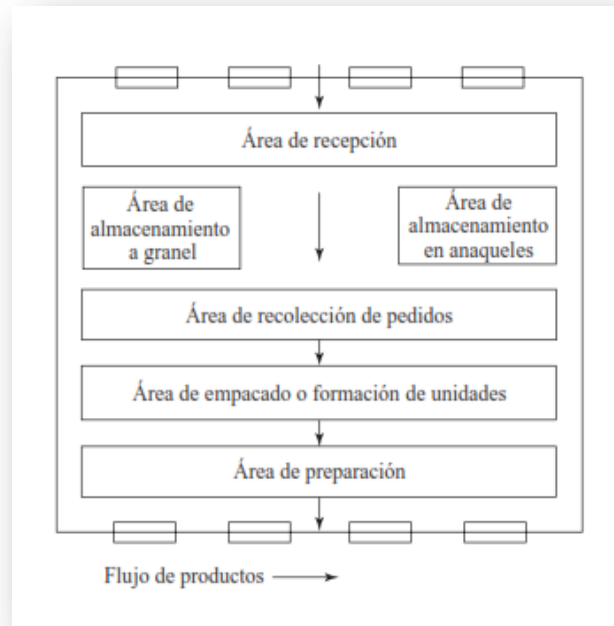 Área de recepción
Área de
almacenamiento
a granel
Área de
almacenamiento
en anaqueles
Área de recolección de pedidos
Área de empacado o formación de unidades
Área de preparación
Flujo de productos